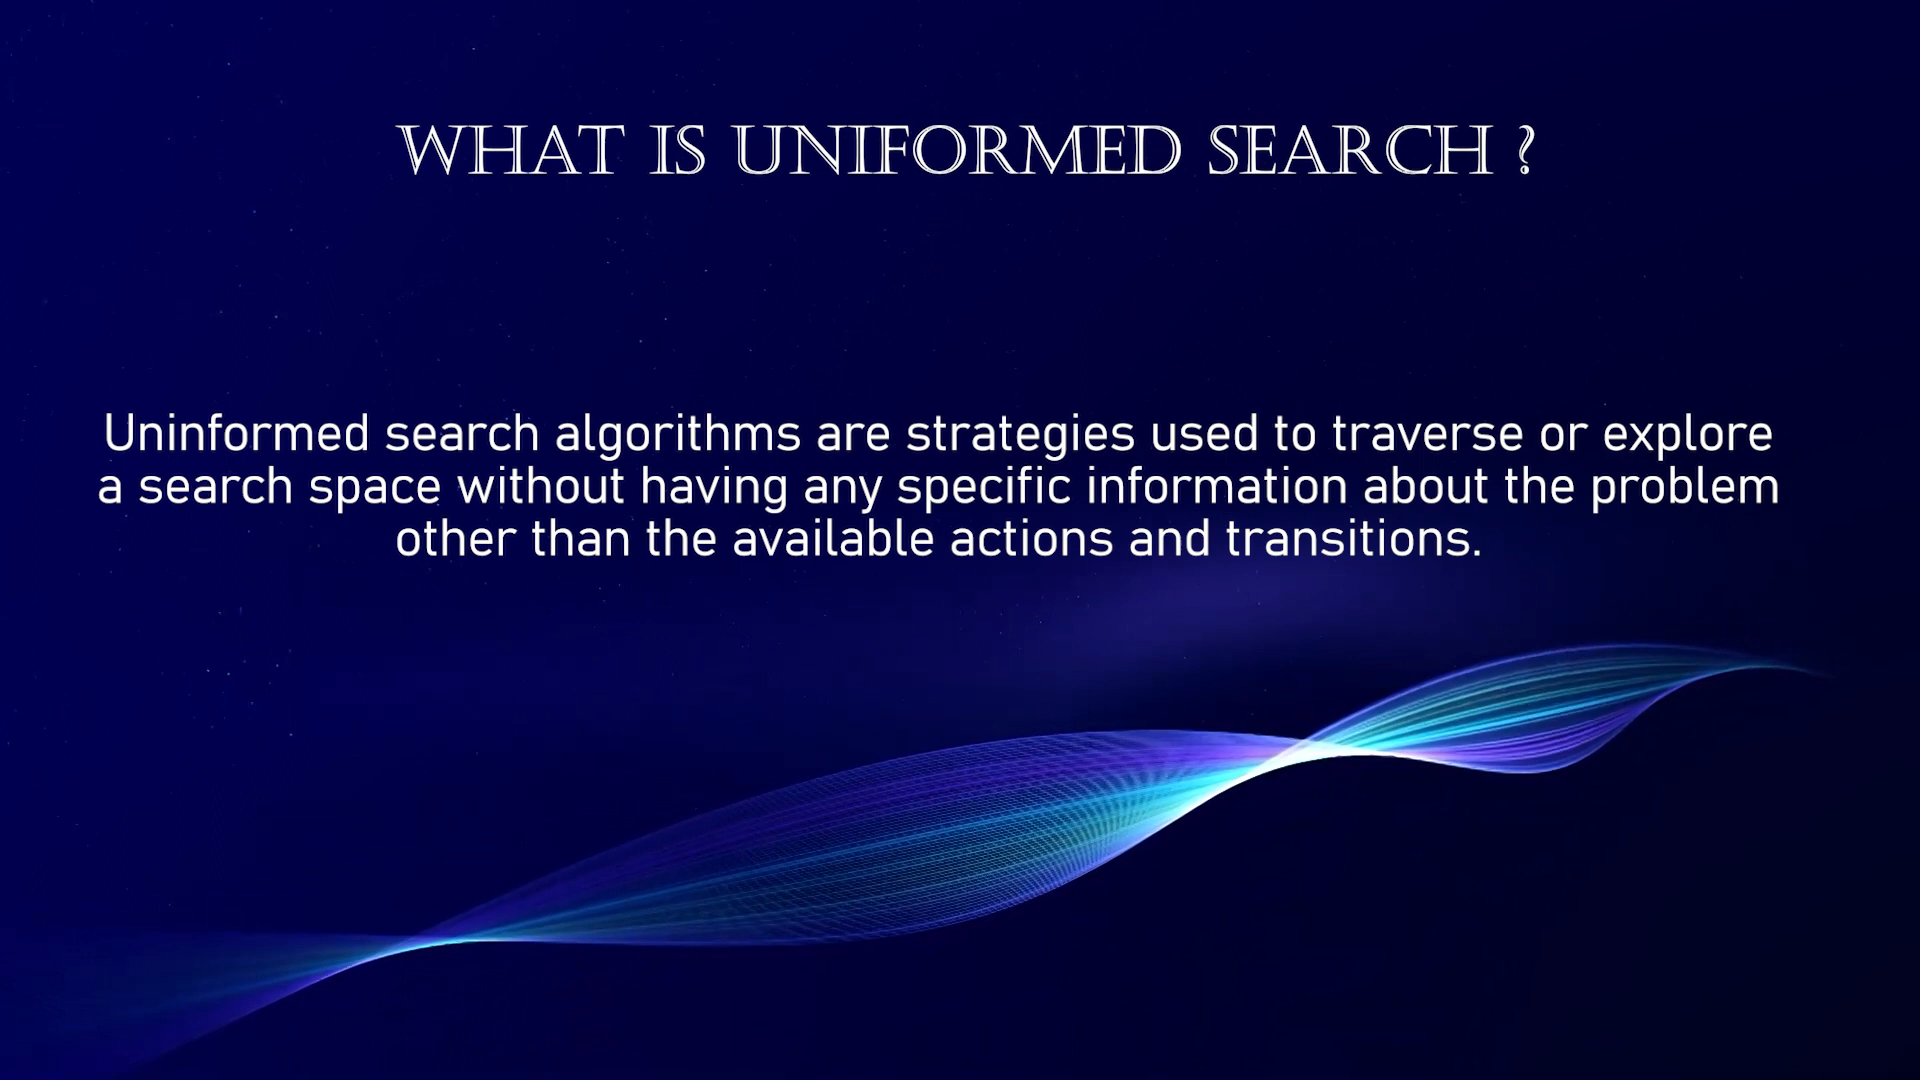 WHAT IS UNIFORMED SEARCH ?
Uninformed search algorithms are strategies used to traverse or explore
a search space without having any specific information about the problem
other than the available actions and transitions.